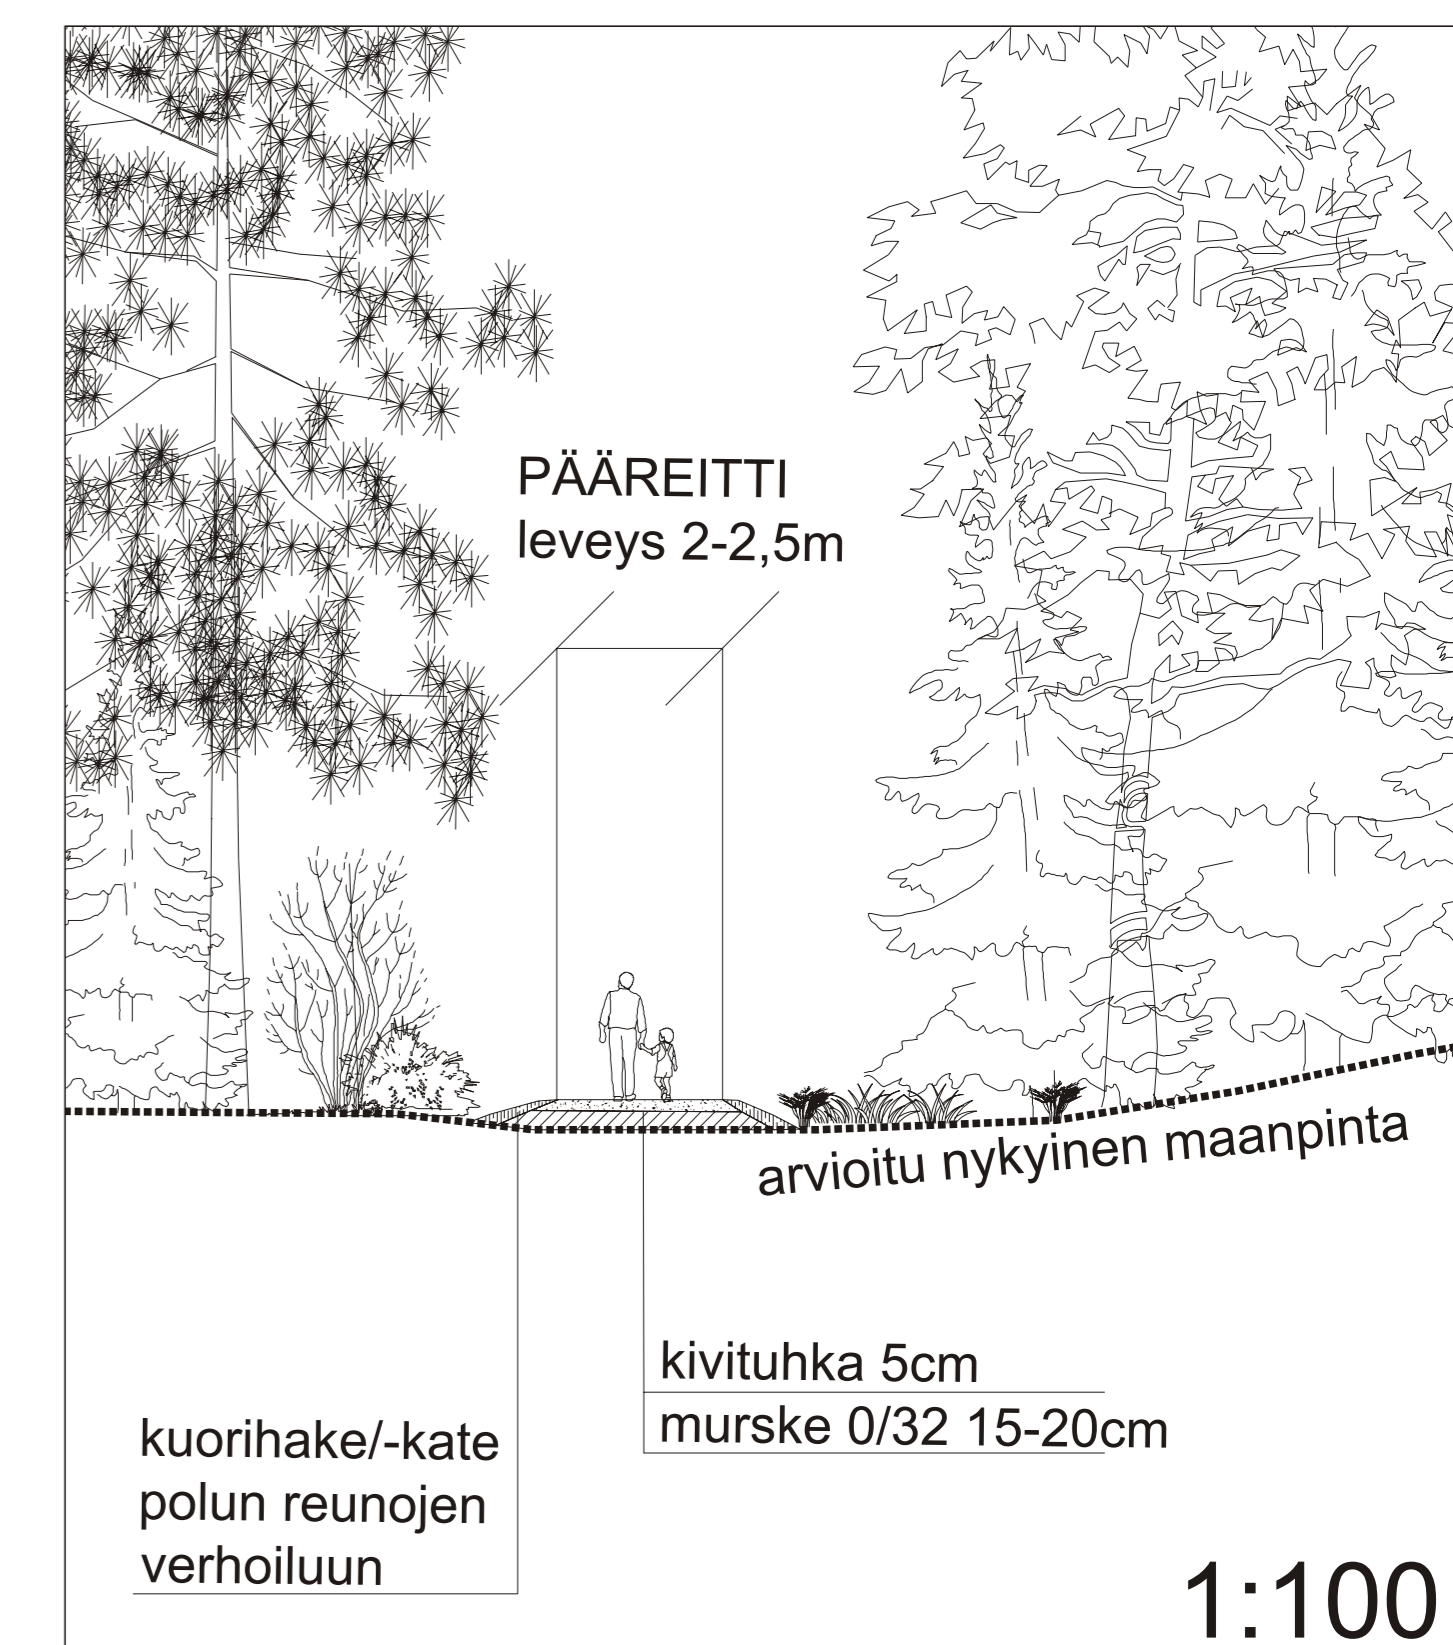 PÄÄREITTI
leveys 2-2,5m
arvioitu nykyinen maanpinta
kivituhka 5cm
murske 0/32 15-20cm
kuorihake/-kate
polun reunojen
verhoiluun
1:100